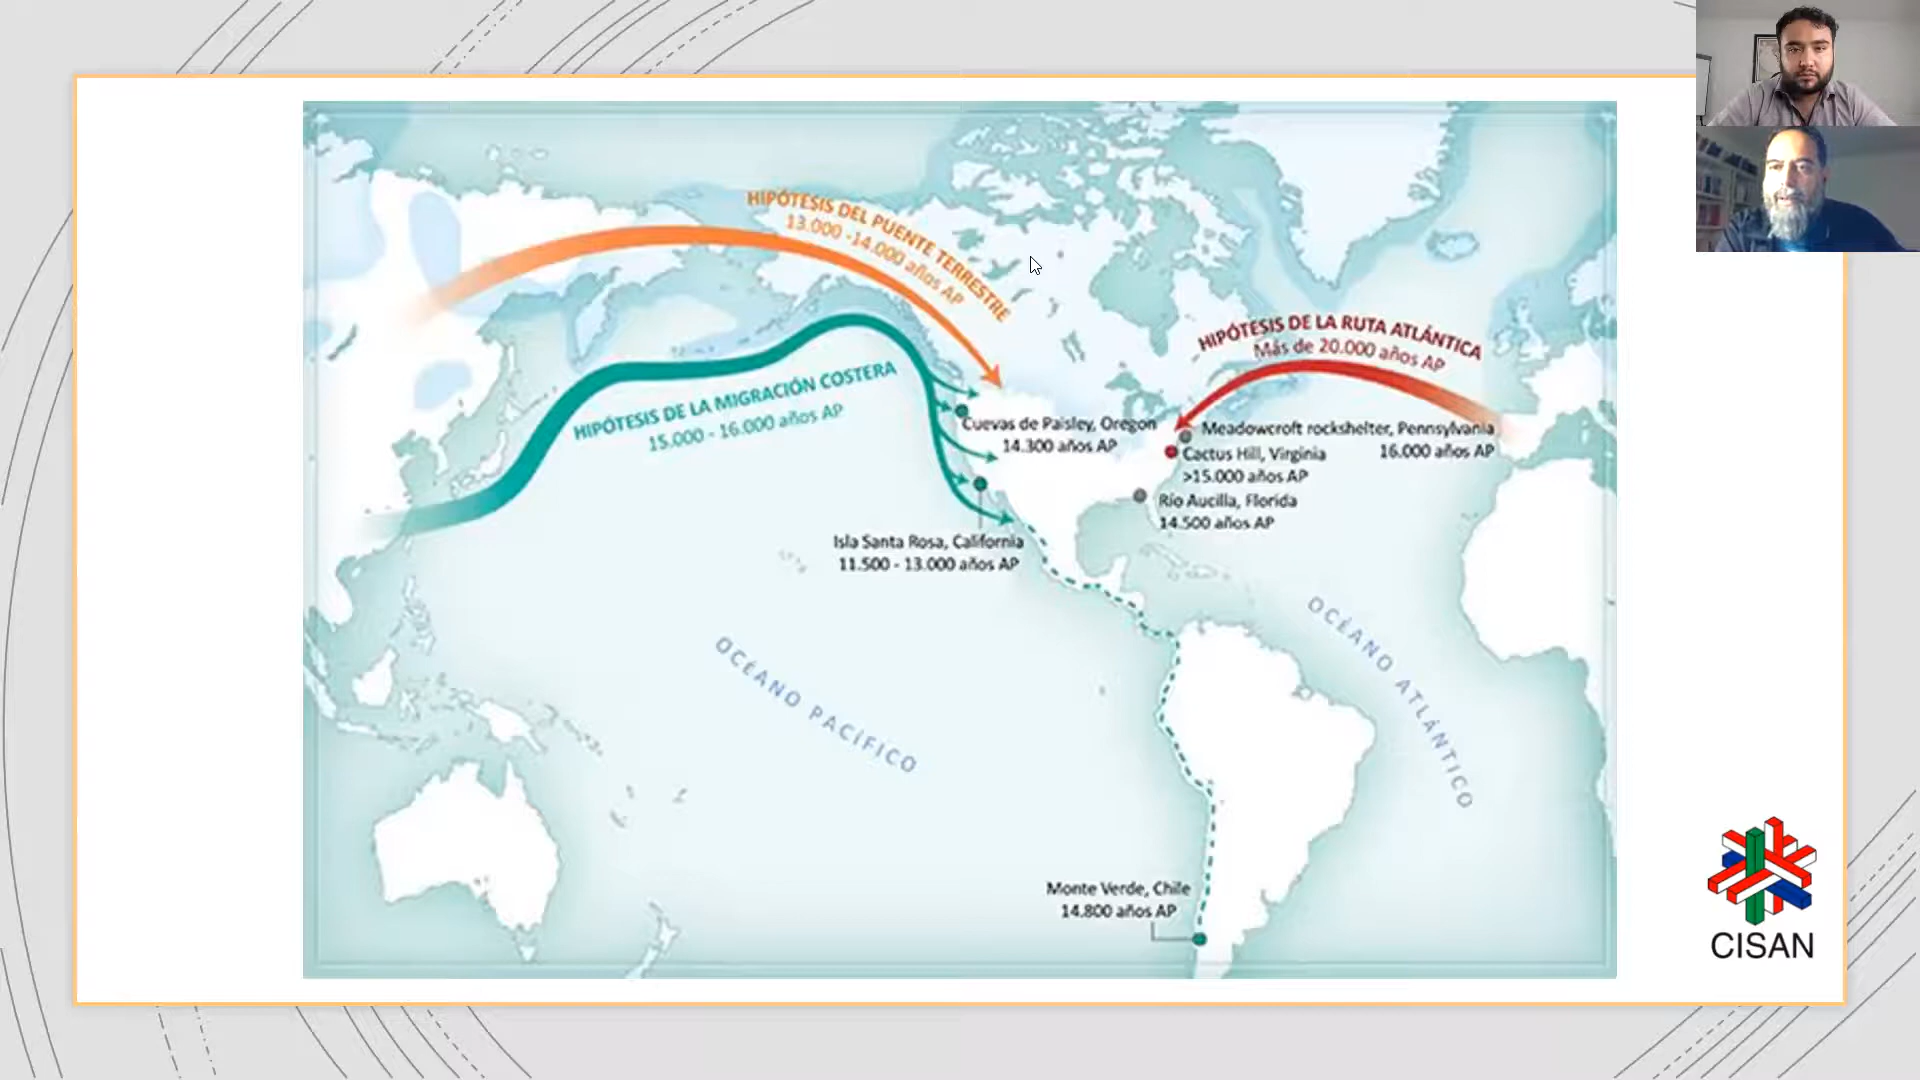 HIPÓTESIS DEL PUENTE TERRESTRE
13.000 -14.000 años AP
HIPÓTESIS DE LA MIGRACIÓN COSTERA
15.000 - 16.000 años AP
HIPÓTESIS DE LA RUTA ATLÁNTICA
Más de 20.000 años AP
Cuevas de Paisley, Oregon
14.300 años AP
Meadowcroft rockshelter, Pennsylvania
16.000 años AP
Cactus Hill, Virginia
>15.000 años AP
Río Aucilla, Florida
14.500 años AP
Isla Santa Rosa, California
11.500 - 13.000 años AP
OCÉANO PACÍFICO
OCÉANO ATLÁNTICO
Monte Verde, Chile
14.800 años AP
CISAN